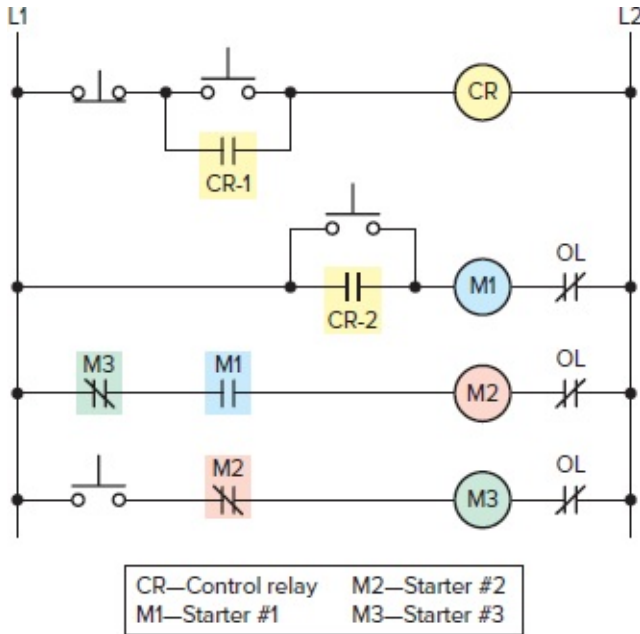 L1 L2
CR
CR-1
OL
M1
CR-2
M3 M1 OL
M2
M2 OL
M3
CR—Control relay M2—Starter #2
M1—Starter #1 M3—Starter #3